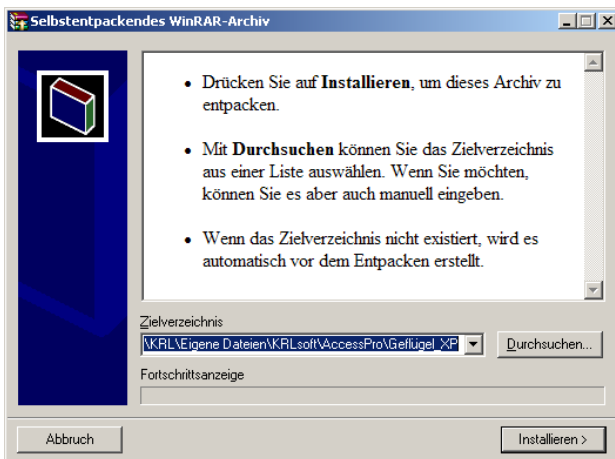 Selbstentpackendes WinRAR-Archiv
• Drücken Sie auf Installieren, um dieses Archiv zu
entpacken.
• Mit Durchsuchen können Sie das Zielverzeichnis
aus einer Liste auswählen. Wenn Sie möchten,
können Sie es aber auch manuell eingeben.
• Wenn das Zielverzeichnis nicht existiert, wird es
automatisch vor dem Entpacken erstellt.
Zielverzeichnis
\KRL\Eigene Dateien\KRLsoft\AccessPro\Geflügel_XP
Durchsuchen...
Fortschrittsanzeige
Abbruch
Installieren >